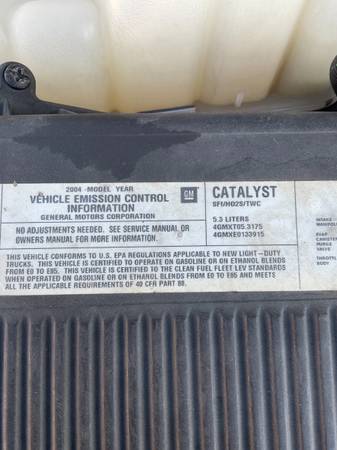 2004 -MODEL YEAR
VEHICLE EMISSION CONTROL
INFORMATION
GENERAL MOTORS CORPORATION
GM
CATALYST
SFI/HO2S/TWC
NO ADJUSTMENTS NEEDED. SEE SERVICE MANUAL/
OR OWNERS MANUAL FOR MORE INFORMATION.
5.3 LITERS
4GMXT05.3175
4GMXE0133915
THIS VEHICLE CONFORMS TO U.S. EPA REGULATIONS APPLICABLE TO NEW LIGHT-DUTY
TRUCKS. THIS VEHICLE IS CERTIFIED TO OPERATE ON GASOLINE OR ON ETHANOL BLENDS
FROM E0 TO E85. THIS VEHICLE IS CERTIFIED TO THE CLEAN FUEL FLEET LEV STANDARDS
WHEN OPERATED ON GASOLINE OR ON ETHANOL BLENDS FROM E0 TO E85 AND MEETS
ALL THE APPLICABLE REQUIREMENTS OF 40 CFR PART 88.
INTAKE
EVAP
CANISTER
PURGE
THROTTL
BODY